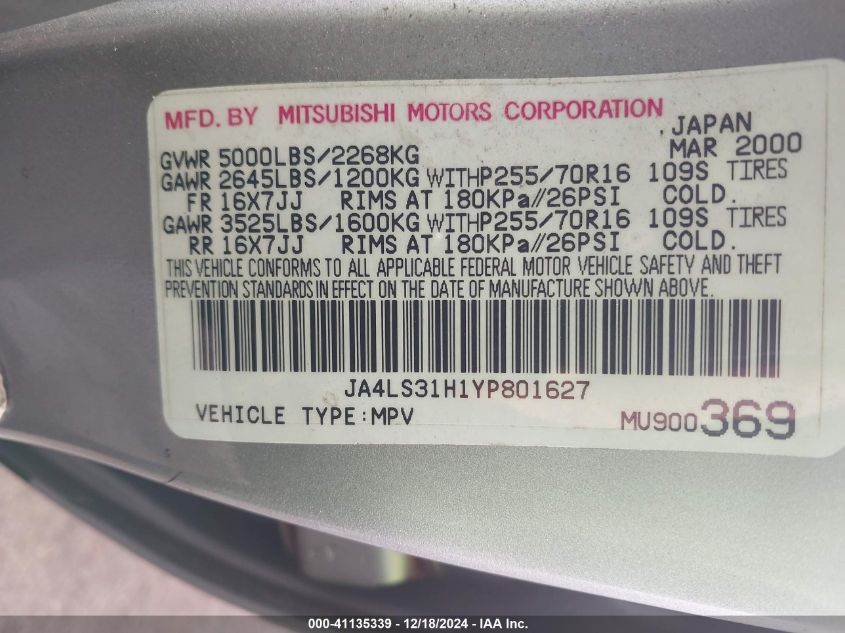 MFD. BY MITSUBISHI MOTORS CORPORATION
, JAPAN
GVWR 5000LBS/2268KG MAR 2000
GAWR 2645LBS/1200KG WITHP255/70R16 109S TIRES
FR 16X7JJ RIMS AT 180KPa//26PSI COLD.
GAWR 3525LBS/1600KG WITHP255/70R16 109S TIRES
RR 16X7JJ RIMS AT 180KPa//26PSI COLD.
THIS VEHICLE CONFORMS TO ALL APPLICABLE FEDERAL MOTOR VEHICLE SAFETY AND THEFT
PREVENTION STANDARDS IN EFFECT ON THE DATE OF MANUFACTURE SHOWN ABOVE.
JA4LS31H1YP801627
VEHICLE TYPE:MPV MU900369
000-41135339 - 12/18/2024 - IAA Inc.